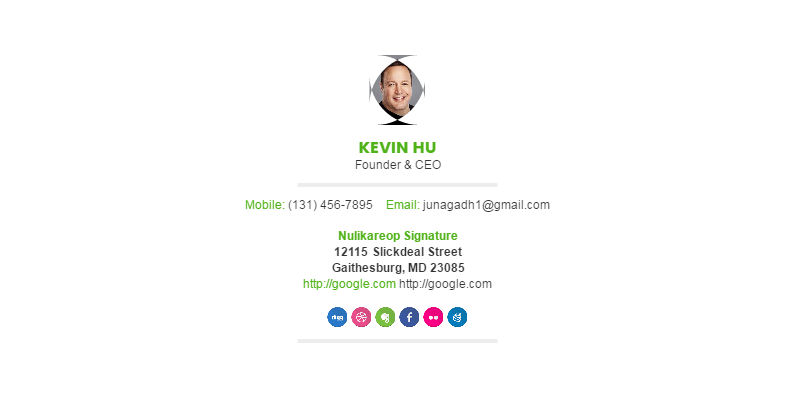 KEVIN HU
Founder & CEO
Mobile: (131) 456-7895 Email: junagadh1@gmail.com
Nulikareop Signature
12115 Slickdeal Street
Gaithesburg, MD 23085
http://google.com http://google.com
digg